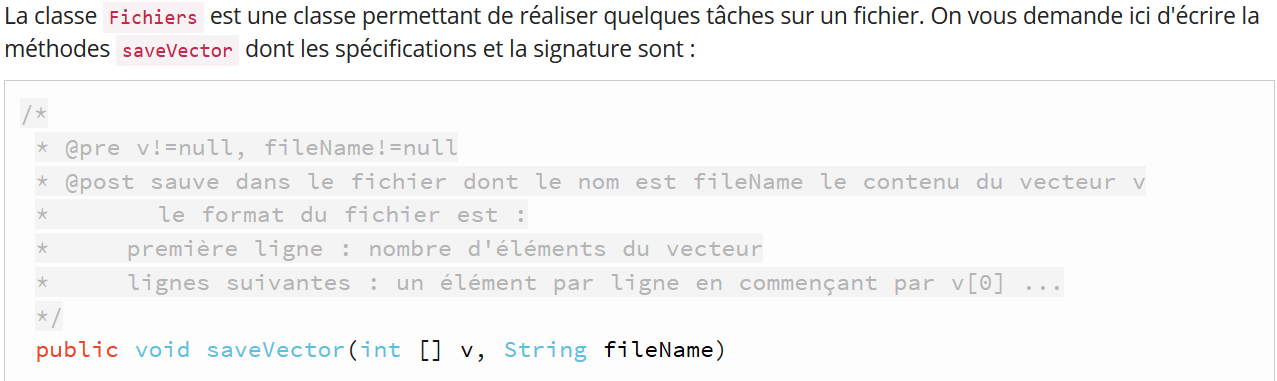 La classe Fichiers est une classe permettant de réaliser quelques tâches sur un fichier. On vous demande ici d'écrire la
méthodes saveVector dont les spécifications et la signature sont :
/*
* @pre v!=null, fileName!=null
* @post sauve dans le fichier dont le nom est fileName le contenu du vecteur v
* le format du fichier est :
* première ligne : nombre d'éléments du vecteur
* lignes suivantes : un élément par ligne en commençant par v[0] ...
*/
public void saveVector(int [] v, String fileName)